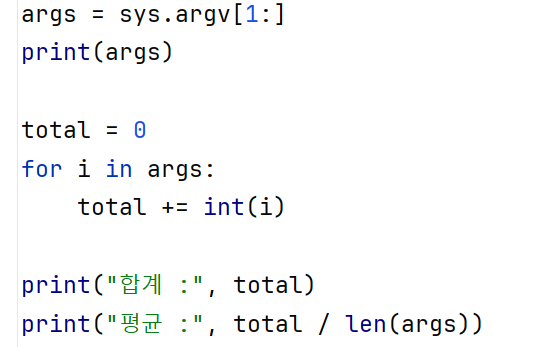 args = sys.argv[1:]
print(args)

total = 0
for i in args:
    total += int(i)

print("합계 :", total)
print("평균 :", total / len(args))